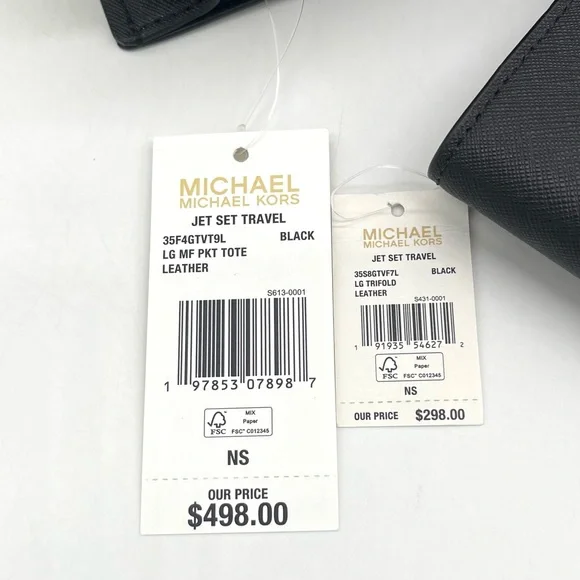 MICHAEL
MICHAEL KORS
JET SET TRAVEL
35F4GTVT9L BLACK
LG MF PKT TOTE
LEATHER
S613-0001
1 97853 07898 7
MIX
Paper
FSC FSC® C012345
NS
OUR PRICE
$498.00
MICHAEL
MICHAEL KORS
JET SET TRAVEL
35S8GTVF7L BLACK
LG TRIFOLD
LEATHER
S431-0001
1 91935 54627 2
MIX
Paper
FSC FSC® C012345
NS
OUR PRICE $298.00